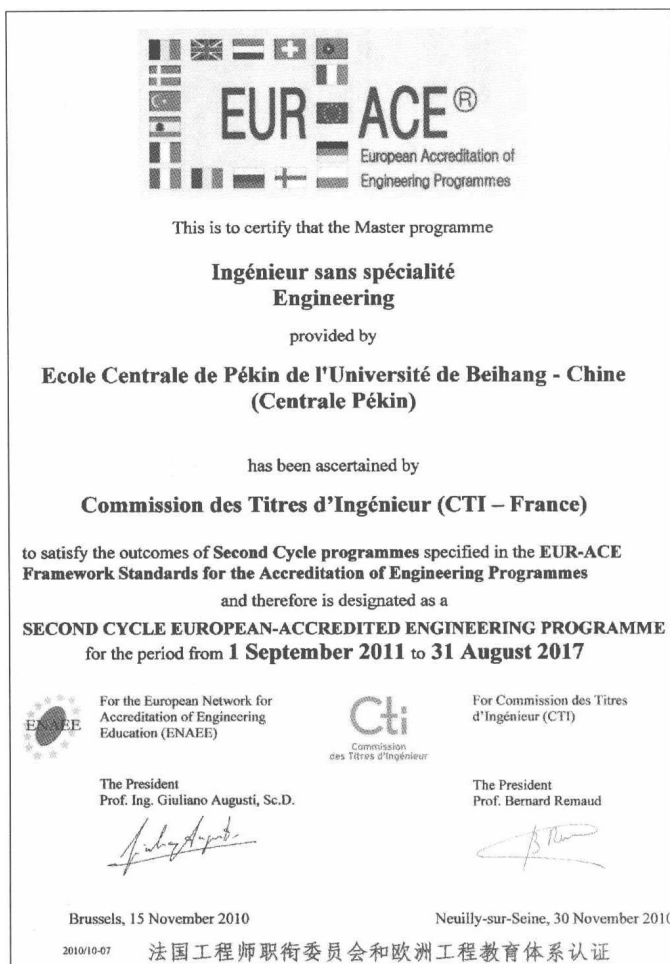 EUR ACE®
European Accreditation of
Engineering Programmes
This is to certify that the Master programme
Ingénieur sans spécialité
Engineering
provided by
Ecole Centrale de Pékin de l'Université de Beihang - Chine
(Centrale Pékin)
has been ascertained by
Commission des Titres d'Ingénieur (CTI – France)
to satisfy the outcomes of Second Cycle programmes specified in the EUR-ACE
Framework Standards for the Accreditation of Engineering Programmes
and therefore is designated as a
SECOND CYCLE EUROPEAN-ACCREDITED ENGINEERING PROGRAMME
for the period from 1 September 2011 to 31 August 2017
ENAEE
For the European Network for
Accreditation of Engineering
Education (ENAEE)
The President
Prof. Ing. Giuliano Augusti, Sc.D.
Cti
Commission
des Titres d'Ingénieur
For Commission des Titres
d'Ingénieur (CTI)
The President
Prof. Bernard Remaud
Brussels, 15 November 2010
Neuilly-sur-Seine, 30 November 2010
2010/10-07
法国工程师职衔委员会和欧洲工程教育体系认证